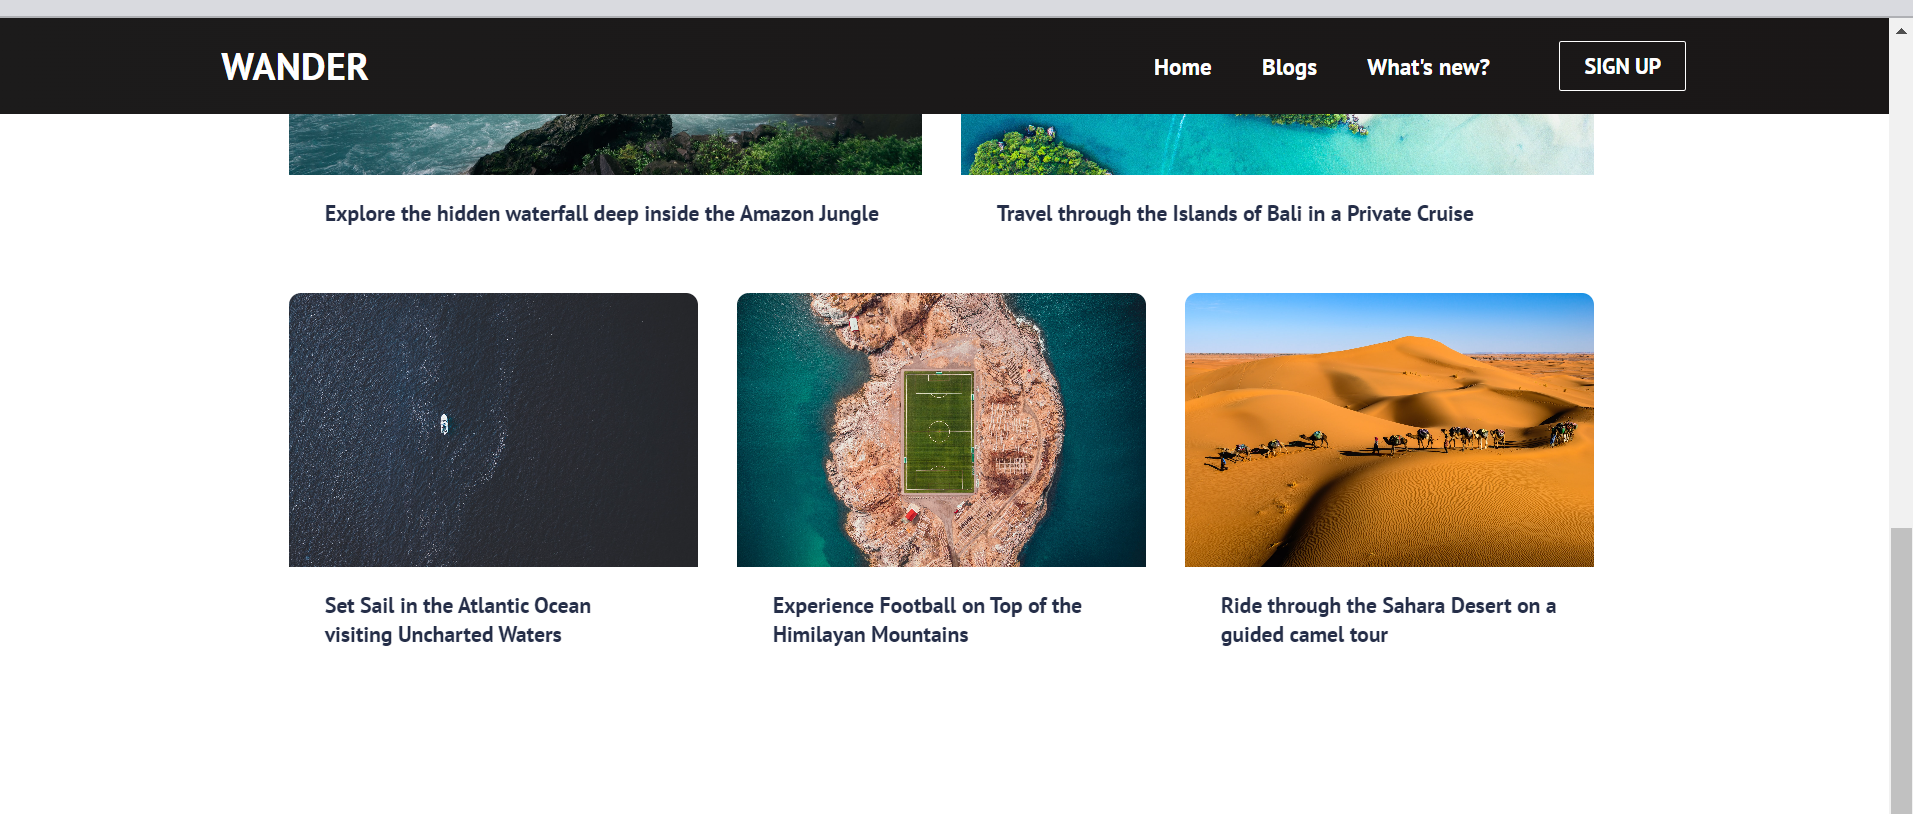 WANDER
Home
Blogs
What's new?
SIGN UP
Explore the hidden waterfall deep inside the Amazon Jungle
Travel through the Islands of Bali in a Private Cruise
Set Sail in the Atlantic Ocean
visiting Uncharted Waters
Experience Football on Top of the
Himilayan Mountains
Ride through the Sahara Desert on a
guided camel tour